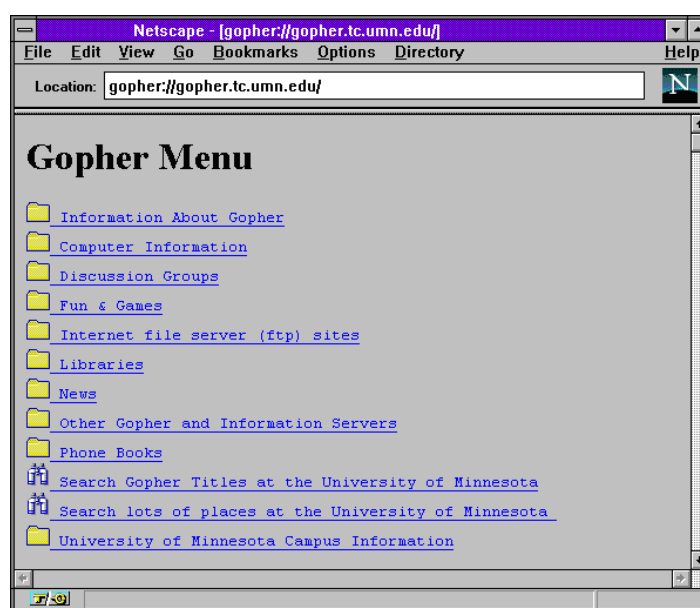 Netscape - [gopher://gopher.tc.umn.edu/]
File Edit View Go Bookmarks Options Directory Help
Location: gopher://gopher.tc.umn.edu/
N
Gopher Menu
Information About Gopher
Computer Information
Discussion Groups
Fun & Games
Internet file server (ftp) sites
Libraries
News
Other Gopher and Information Servers
Phone Books
Search Gopher Titles at the University of Minnesota
Search lots of places at the University of Minnesota
University of Minnesota Campus Information